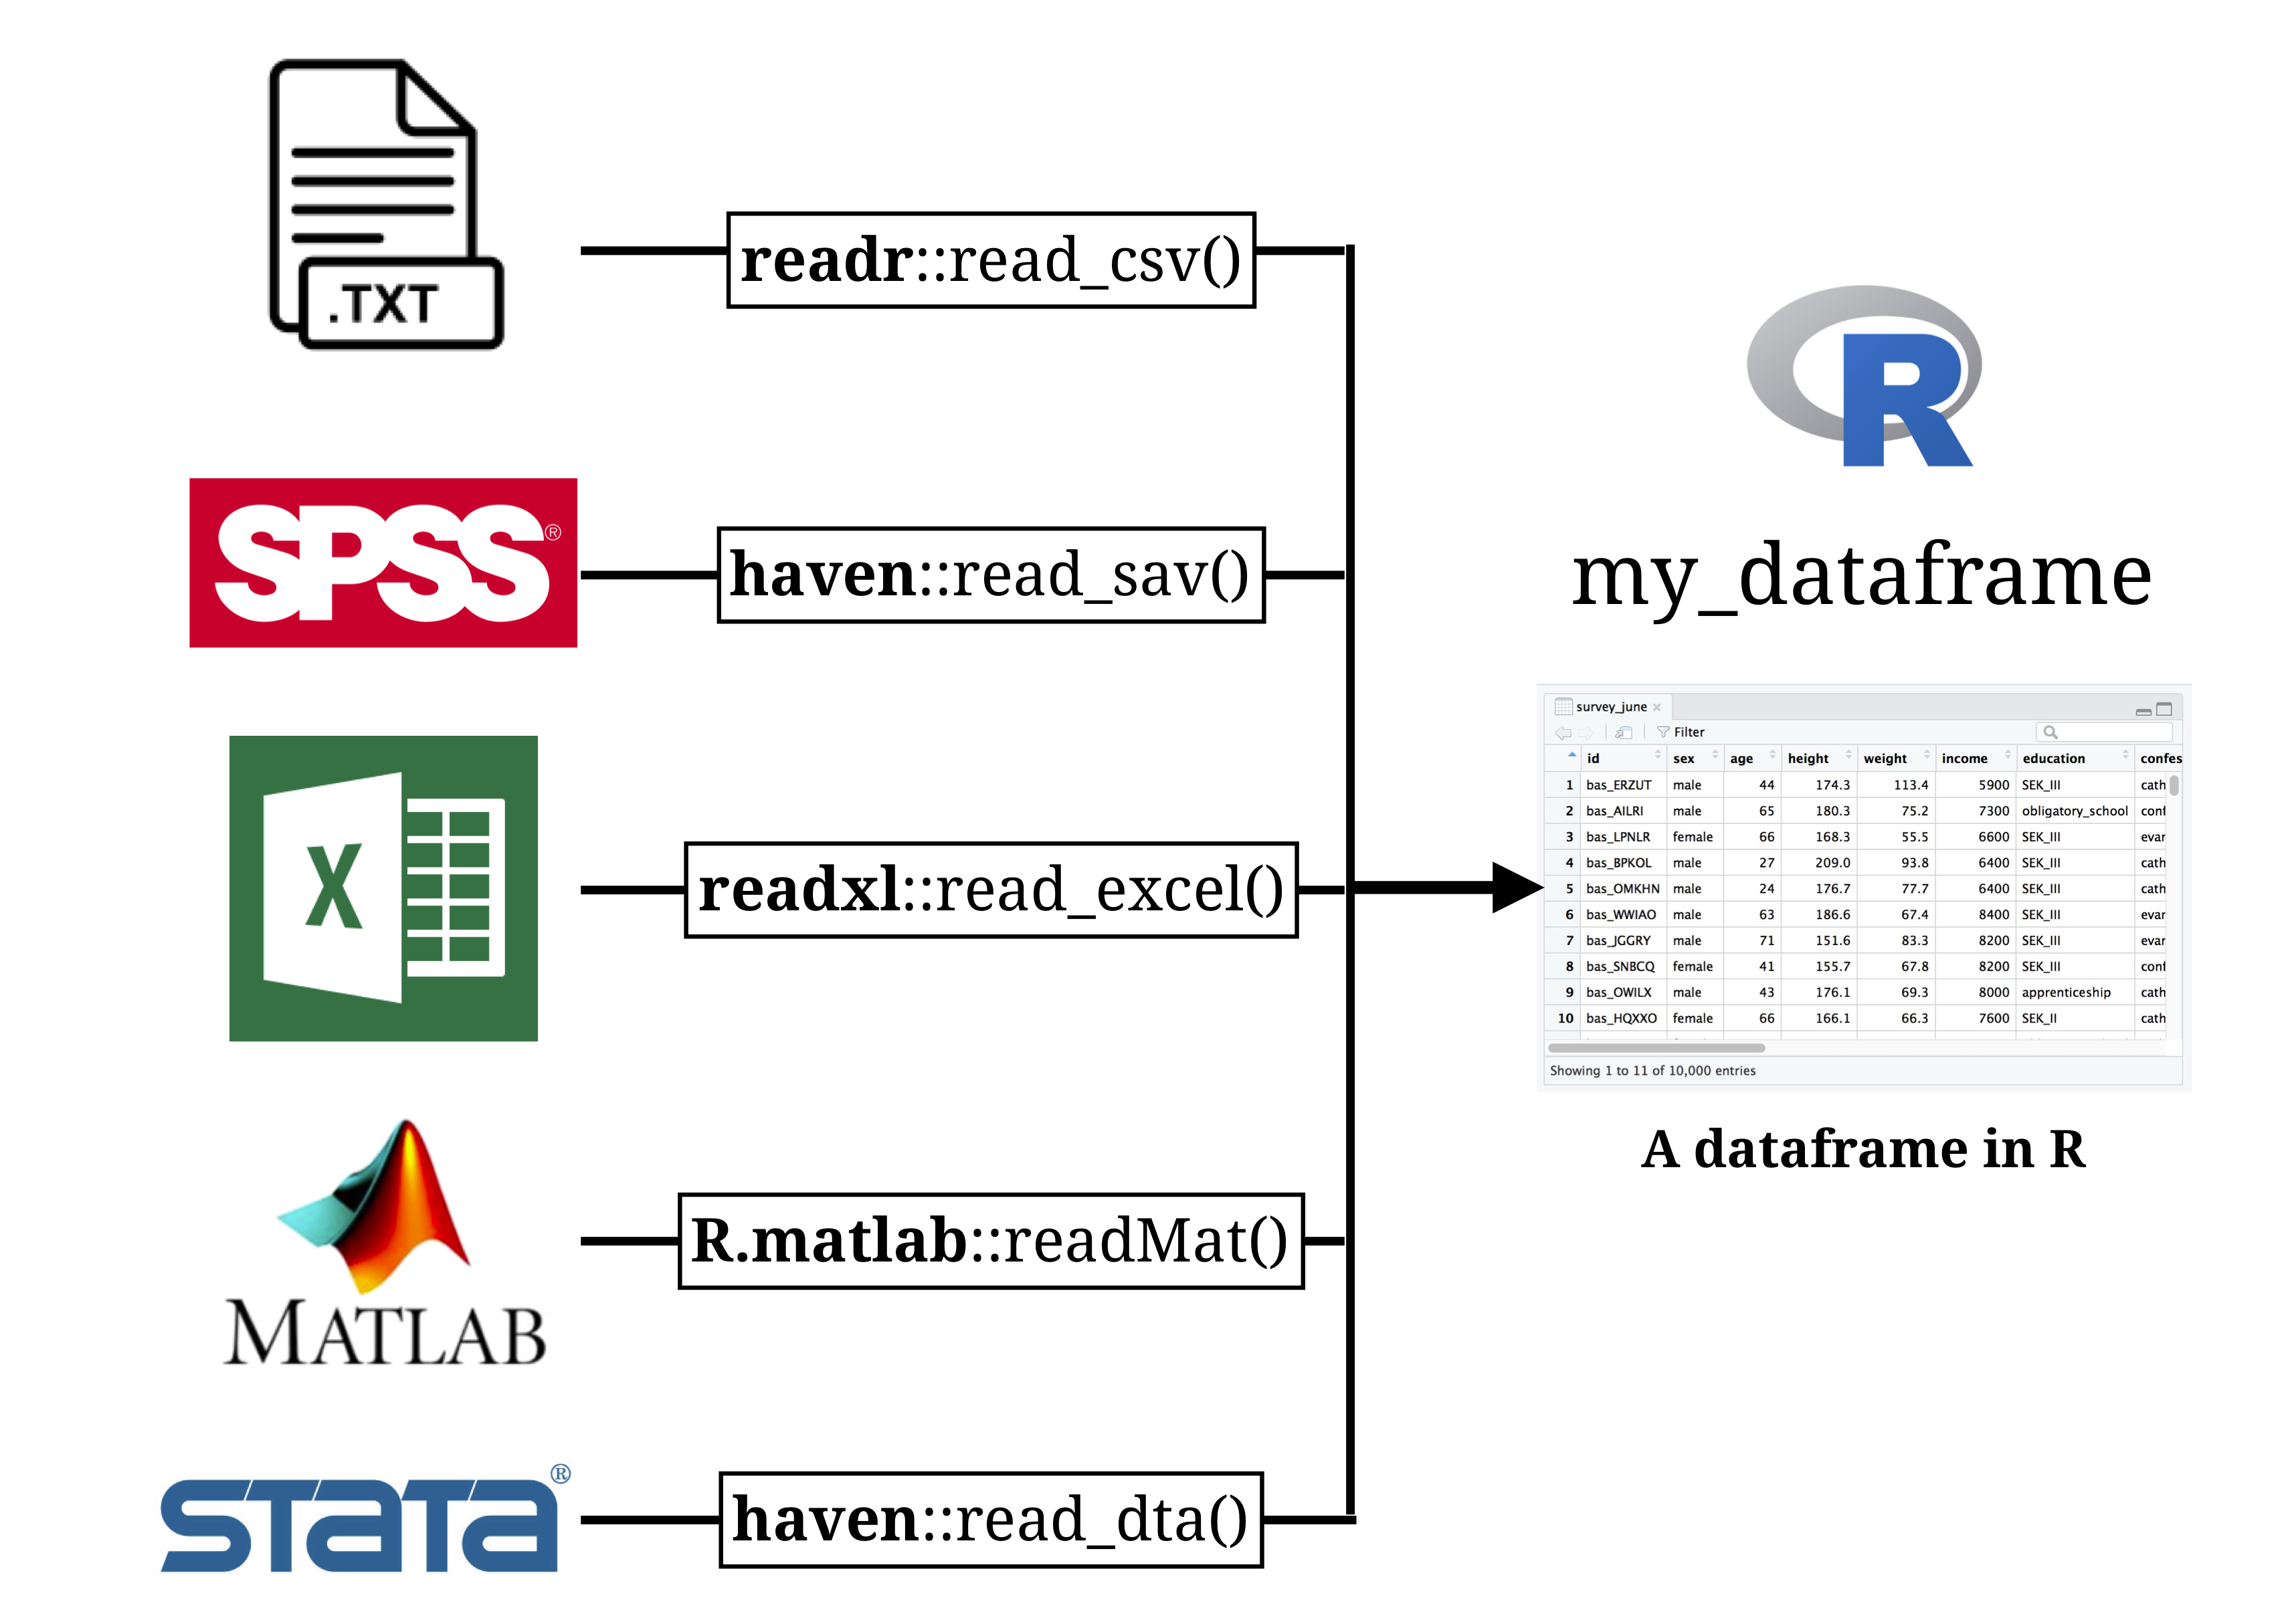 .TXT
readr::read_csv()
SPSS®
haven::read_sav()
X
readxl::read_excel()
MATLAB
R.matlab::readMat()
STATA®
haven::read_dta()
R
my_dataframe
survey_june
Filter
id sex age height weight income education confes
1 bas_ERZUT male 44 174.3 113.4 5900 SEK_III cath
2 bas_AILRI male 65 180.3 75.2 7300 obligatory_school conf
3 bas_LPNLR female 66 168.3 55.5 6600 SEK_III evar
4 bas_BPKOL male 27 209.0 93.8 6400 SEK_III cath
5 bas_OMKHN male 24 176.7 77.7 6400 SEK_III cath
6 bas_WWIAO male 63 186.6 67.4 8400 SEK_III evar
7 bas_JGGRY male 71 151.6 83.3 8200 SEK_III evar
8 bas_SNBCQ female 41 155.7 67.8 8200 SEK_III conf
9 bas_OWILX male 43 176.1 69.3 8000 apprenticeship cath
10 bas_HQXXO female 66 166.1 66.3 7600 SEK_II cath
Showing 1 to 11 of 10,000 entries
A dataframe in R